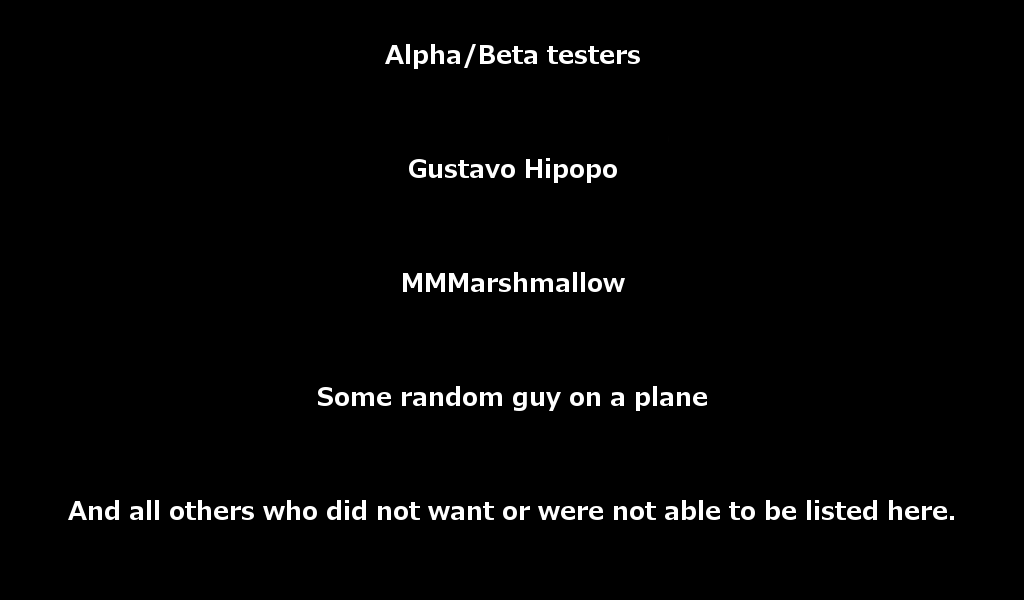 Alpha/Beta testers
Gustavo Hipopo
MMMarshmallow
Some random guy on a plane
And all others who did not want or were not able to be listed here.